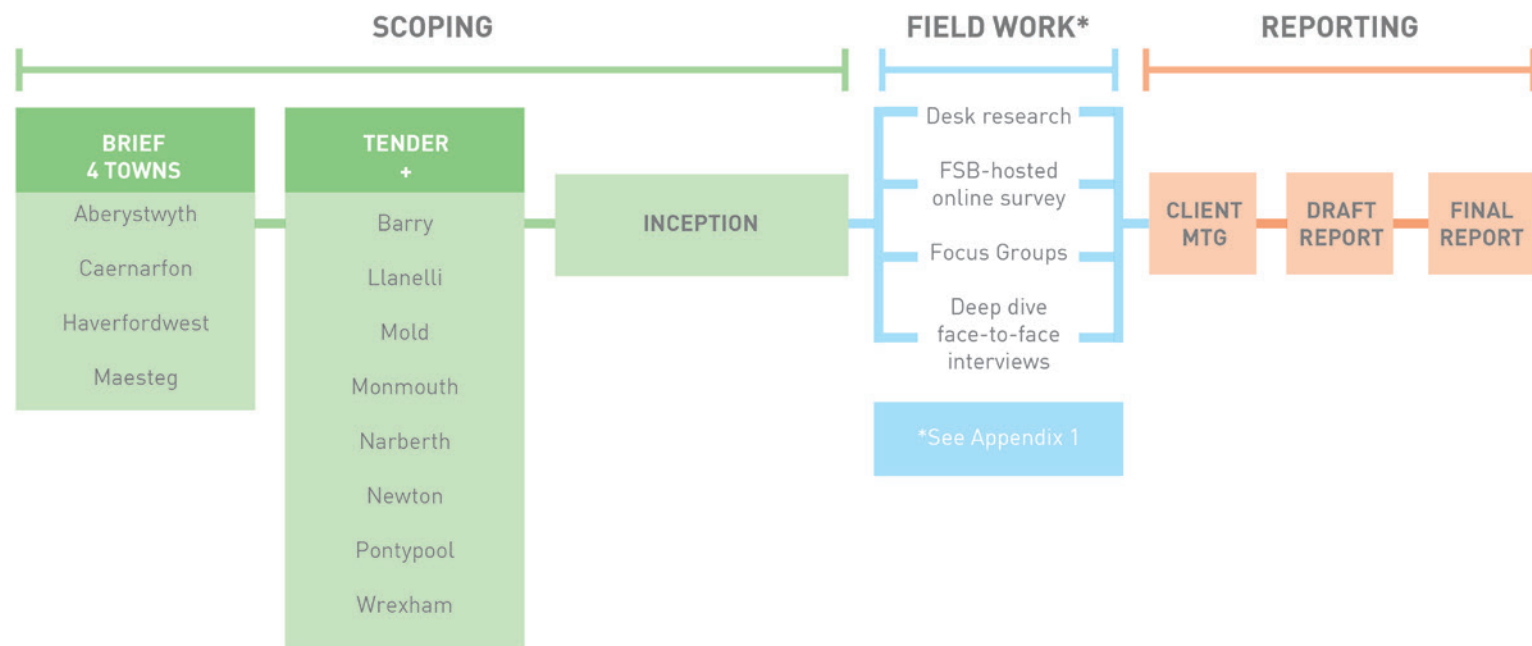 SCOPING
FIELD WORK*
REPORTING
BRIEF
4 TOWNS
Aberystwyth
Caernarfon
Haverfordwest
Maesteg
TENDER
+
Barry
Llanelli
Mold
Monmouth
Narberth
Newton
Pontypool
Wrexham
INCEPTION
Desk research
FSB-hosted
online survey
Focus Groups
Deep dive
face-to-face
interviews
*See Appendix 1
CLIENT
MTG
DRAFT
REPORT
FINAL
REPORT